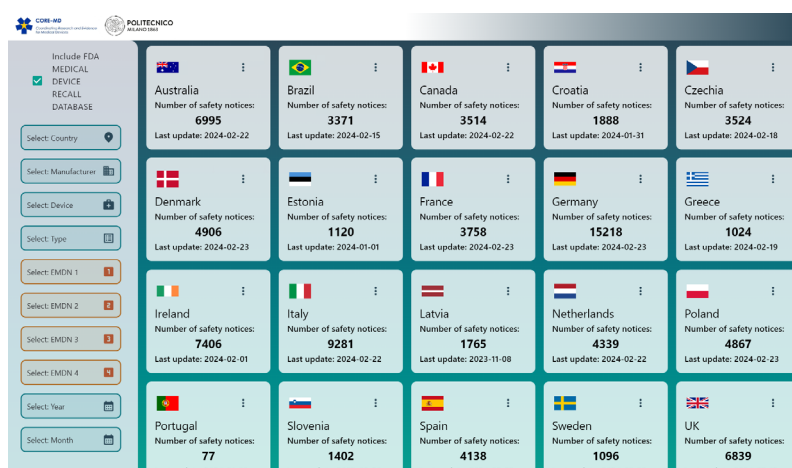 CORE-MD
Coordinating Research and Evidence
for Medical Devices
POLITECNICO
MILANO 1863
Include FDA
MEDICAL
DEVICE
RECALL
DATABASE
Select: Country
Select: Manufacturer
Select: Device
Select: Type
Select: EMDN 1
1
Select: EMDN 2
2
Select: EMDN 3
3
Select: EMDN 4
4
Select: Year
Select: Month
Australia
Number of safety notices:
6995
Last update: 2024-02-22
Brazil
Number of safety notices:
3371
Last update: 2024-02-15
Canada
Number of safety notices:
3514
Last update: 2024-02-22
Croatia
Number of safety notices:
1888
Last update: 2024-01-31
Czechia
Number of safety notices:
3524
Last update: 2024-02-18
Denmark
Number of safety notices:
4906
Last update: 2024-02-23
Estonia
Number of safety notices:
1120
Last update: 2024-01-01
France
Number of safety notices:
3758
Last update: 2024-02-23
Germany
Number of safety notices:
15218
Last update: 2024-02-23
Greece
Number of safety notices:
1024
Last update: 2024-02-19
Ireland
Number of safety notices:
7406
Last update: 2024-02-01
Italy
Number of safety notices:
9281
Last update: 2024-02-22
Latvia
Number of safety notices:
1765
Last update: 2023-11-08
Netherlands
Number of safety notices:
4339
Last update: 2024-02-22
Poland
Number of safety notices:
4867
Last update: 2024-02-23
Portugal
Number of safety notices:
77
Slovenia
Number of safety notices:
1402
Spain
Number of safety notices:
4138
Sweden
Number of safety notices:
1096
UK
Number of safety notices:
6839